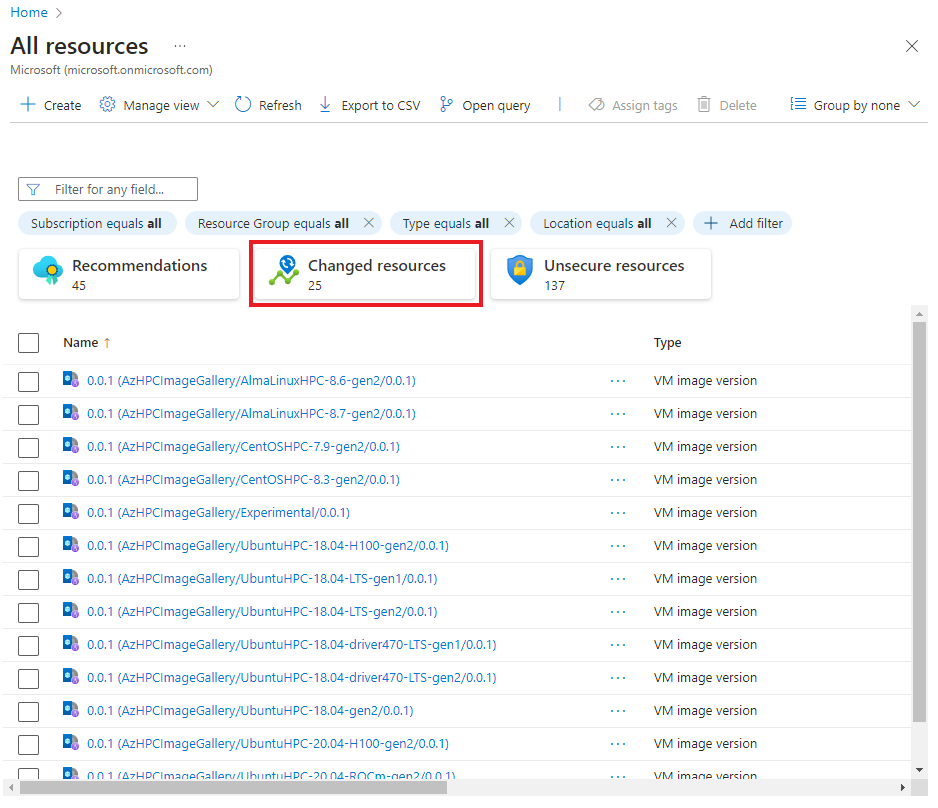 Home
All resources ...
Microsoft (microsoft.onmicrosoft.com)
Create Manage view Refresh Export to CSV Open query Assign tags Delete Group by none
Filter for any field...
Subscription equals all Resource Group equals all Type equals all Location equals all Add filter
Recommendations Changed resources Unsecure resources
45 25 137
Name ↑ Type
0.0.1 (AzHPCImageGallery/AlmaLinuxHPC-8.6-gen2/0.0.1) ... VM image version
0.0.1 (AzHPCImageGallery/AlmaLinuxHPC-8.7-gen2/0.0.1) ... VM image version
0.0.1 (AzHPCImageGallery/CentOSHPC-7.9-gen2/0.0.1) ... VM image version
0.0.1 (AzHPCImageGallery/CentOSHPC-8.3-gen2/0.0.1) ... VM image version
0.0.1 (AzHPCImageGallery/Experimental/0.0.1) ... VM image version
0.0.1 (AzHPCImageGallery/UbuntuHPC-18.04-H100-gen2/0.0.1) ... VM image version
0.0.1 (AzHPCImageGallery/UbuntuHPC-18.04-LTS-gen1/0.0.1) ... VM image version
0.0.1 (AzHPCImageGallery/UbuntuHPC-18.04-LTS-gen2/0.0.1) ... VM image version
0.0.1 (AzHPCImageGallery/UbuntuHPC-18.04-driver470-LTS-gen1/0.0.1) ... VM image version
0.0.1 (AzHPCImageGallery/UbuntuHPC-18.04-driver470-LTS-gen2/0.0.1) ... VM image version
0.0.1 (AzHPCImageGallery/UbuntuHPC-18.04-gen2/0.0.1) ... VM image version
0.0.1 (AzHPCImageGallery/UbuntuHPC-20.04-H100-gen2/0.0.1) ... VM image version
0.0.1 (AzHPCImageGallery/UbuntuHPC-20.04-ROCm-gen2/0.0.1) ... VM image version